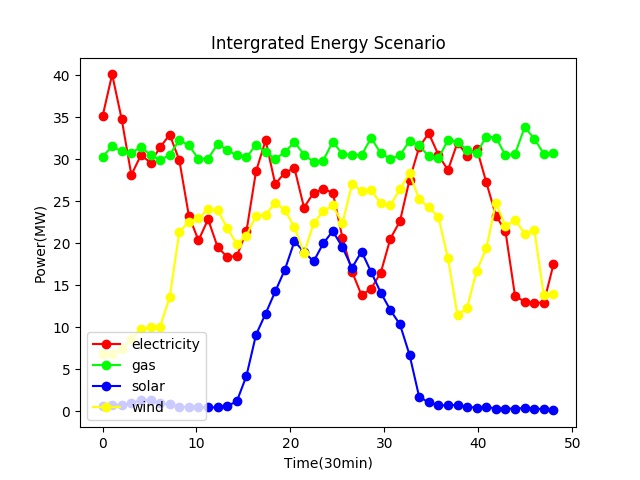 Intergrated Energy Scenario
Power(MW)
40
35
30
25
20
15
10
5
0
electricity
gas
solar
wind
0 10 20 30 40 50
Time(30min)